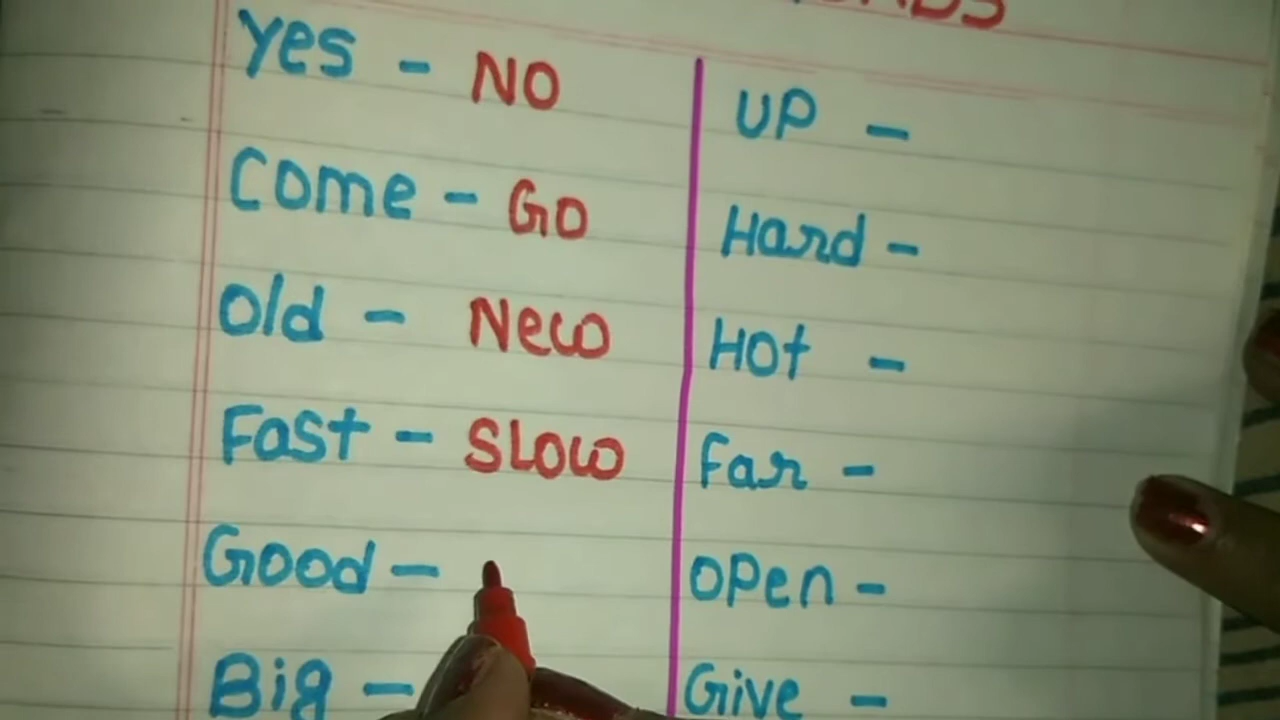 Yes - NO
Come - Go
Old - New
Fast - Slow
Good -
Big -
UP -
Hard -
Hot -
Far -
Open -
Give -